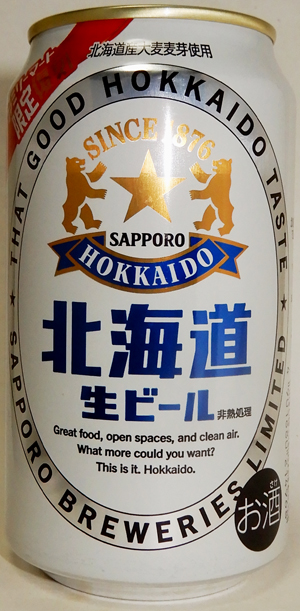 限定
北海道産大麦麦芽使用
THAT GOOD HOKKAIDO TASTE
SINCE 1876
SAPPORO
HOKKAIDO
北海道
生ビール
非熱処理
Great food, open spaces, and clean air.
What more could you want?
This is it. Hokkaido.
SAPPORO BREWERIES LIMITED
さけ
お酒